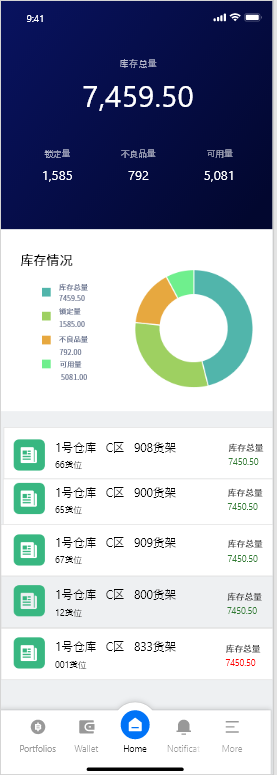 9:41
库存总量
7,459.50
锁定量 不良品量 可用量
1,585 792 5,081
库存情况
库存总量
7459.50
锁定量
1585.00
不良品量
792.00
可用量
5081.00
1号仓库 C区 908货架 库存总量
66货位 7450.50
1号仓库 C区 900货架 库存总量
65货位 7450.50
1号仓库 C区 909货架 库存总量
67货位 7450.50
1号仓库 C区 800货架 库存总量
12货位 7450.50
1号仓库 C区 833货架 库存总量
001货位 7450.50
Portfolios Wallet Home Notificat More